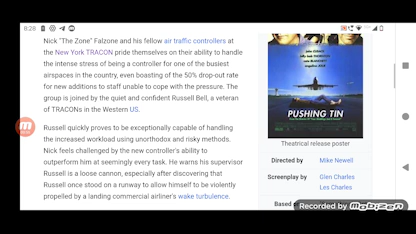 8:28
Nick "The Zone" Falzone and his fellow air traffic controllers at
the New York TRACON pride themselves on their ability to handle
the intense stress of being a controller for one of the busiest
airspaces in the country, even boasting of the 50% drop-out rate
for new additions to staff unable to cope with the pressure. The
group is joined by the quiet and confident Russell Bell, a veteran
of TRACONs in the Western US.
Russell quickly proves to be exceptionally capable of handling
the increased workload using unorthodox and risky methods.
Nick feels challenged by the new controller's ability to
outperform him at seemingly every task. He warns his supervisor
Russell is a loose cannon, especially after discovering that
Russell once stood on a runway to allow himself to be violently
propelled by a landing commercial airliner's wake turbulence.
PUSHING TIN
Theatrical release poster
Directed by Mike Newell
Screenplay by Glen Charles
Les Charles
Based
Recorded by Mobizen